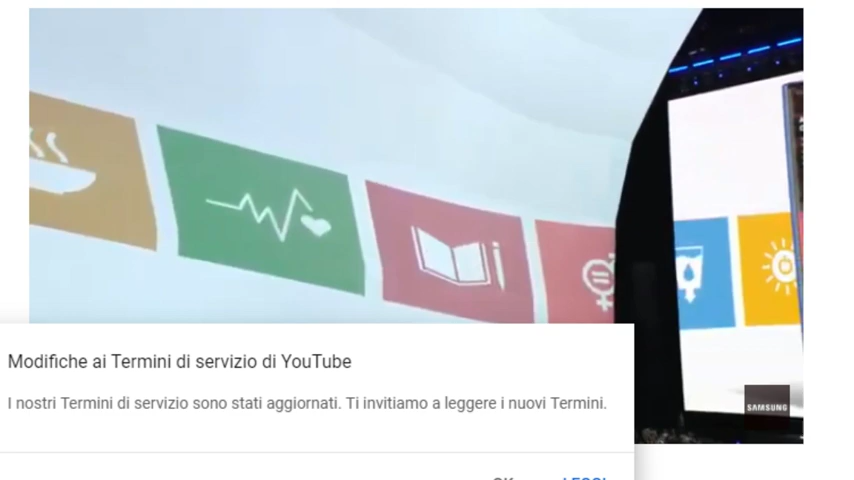 SAMSUNG
Modifiche ai Termini di servizio di YouTube
I nostri Termini di servizio sono stati aggiornati. Ti invitiamo a leggere i nuovi Termini.